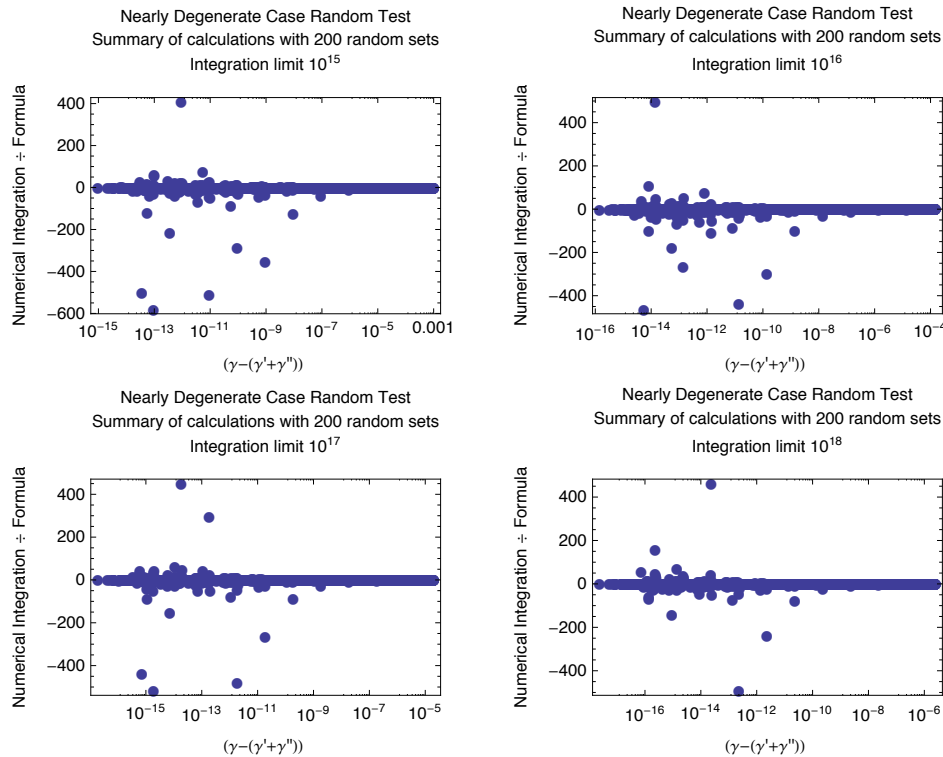 Nearly Degenerate Case Random Test
Summary of calculations with 200 random sets
Integration limit 10^15
Numerical Integration ÷ Formula
400
200
0
−200
−400
−600
10^−15
10^−13
10^−11
10^−9
10^−7
10^−5
0.001
(γ−(γ'+γ''))
Nearly Degenerate Case Random Test
Summary of calculations with 200 random sets
Integration limit 10^16
Numerical Integration ÷ Formula
400
200
0
−200
−400
10^−16
10^−14
10^−12
10^−10
10^−8
10^−6
10^−4
(γ−(γ'+γ''))
Nearly Degenerate Case Random Test
Summary of calculations with 200 random sets
Integration limit 10^17
Numerical Integration ÷ Formula
400
200
0
−200
−400
10^−15
10^−13
10^−11
10^−9
10^−7
10^−5
(γ−(γ'+γ''))
Nearly Degenerate Case Random Test
Summary of calculations with 200 random sets
Integration limit 10^18
Numerical Integration ÷ Formula
400
200
0
−200
−400
10^−16
10^−14
10^−12
10^−10
10^−8
10^−6
(γ−(γ'+γ''))